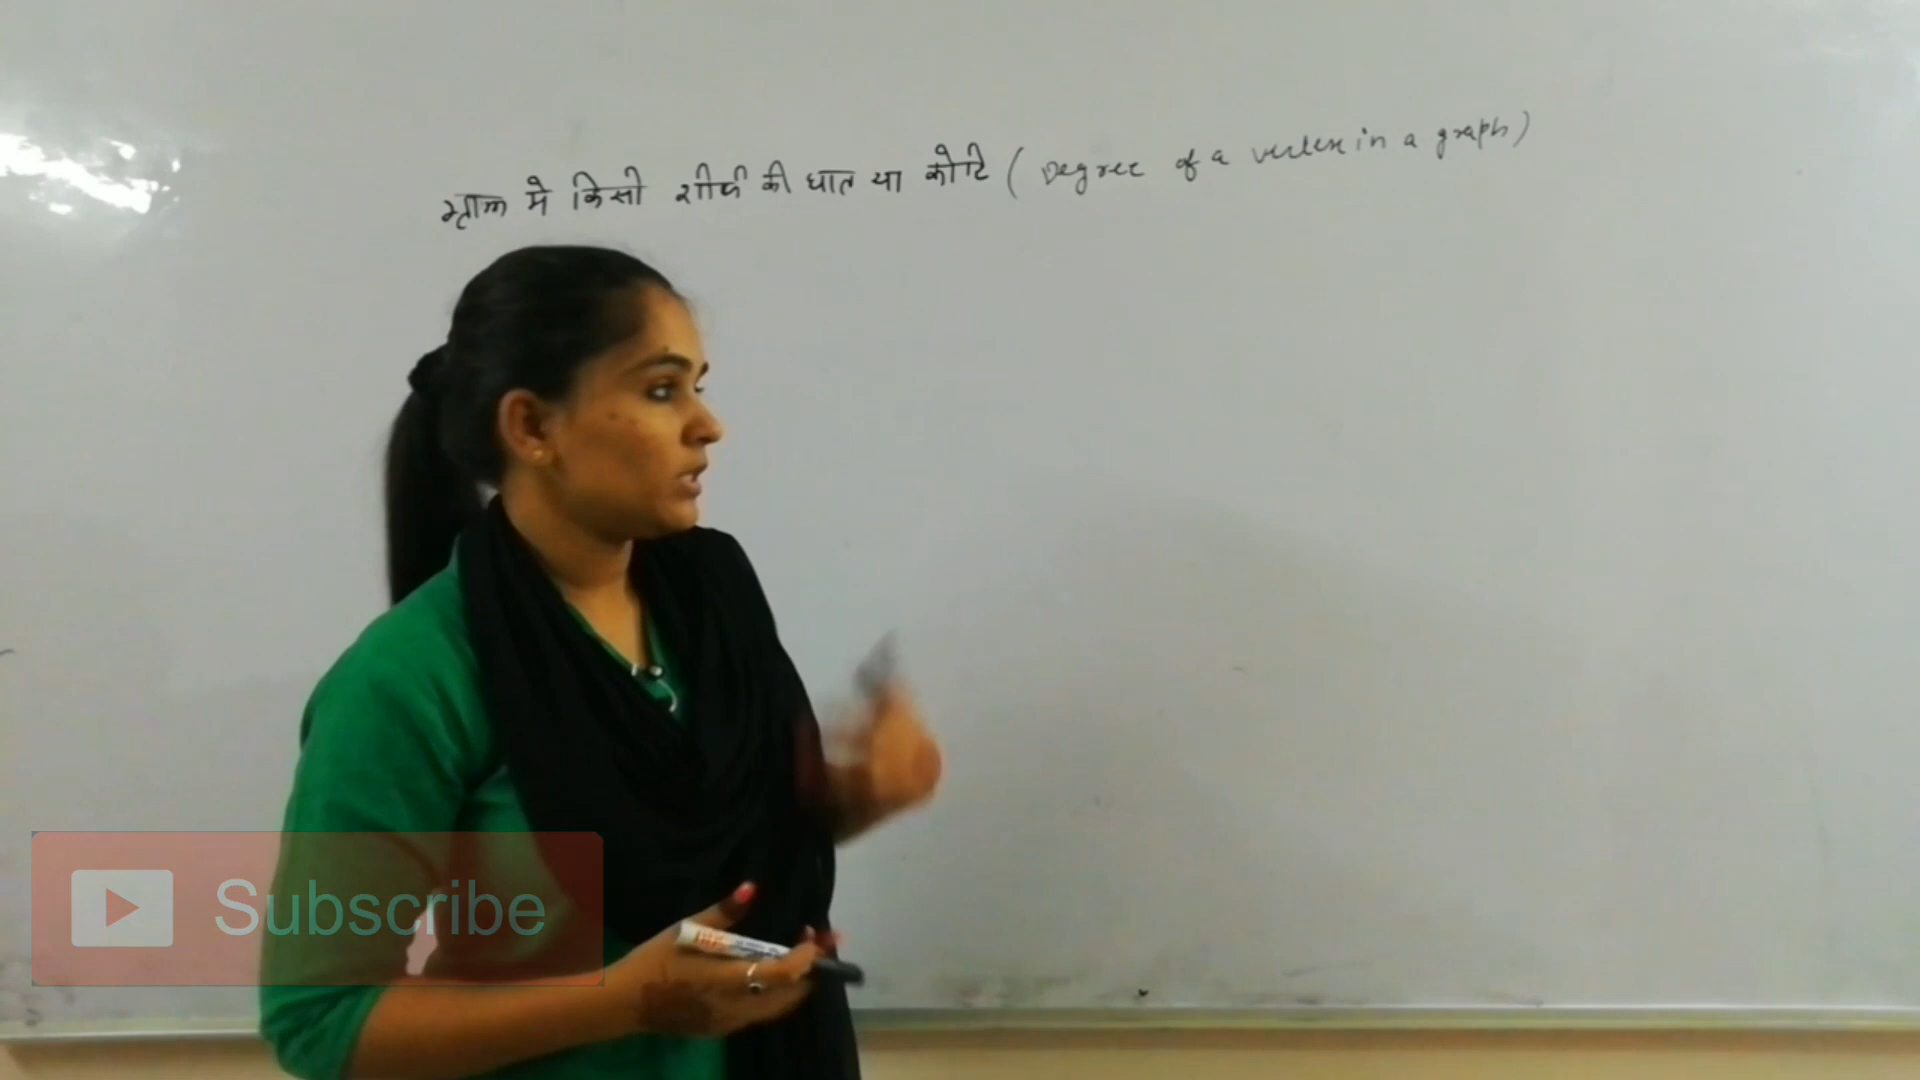 ग्राफ मे किसी शीर्ष की घात या कोटि ( Degree of a vertex in a graph )
Subscribe